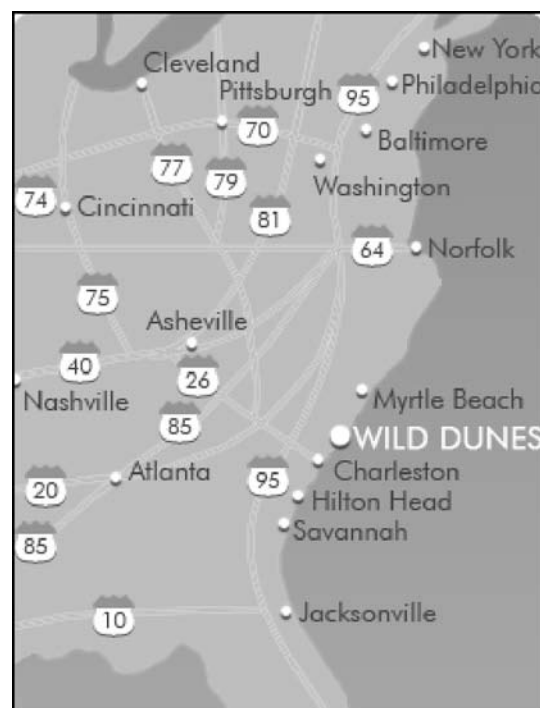 New York
Cleveland
Philadelphia
Pittsburgh
95
70
Baltimore
77
79
Washington
74
Cincinnati
81
64
Norfolk
75
Asheville
40
26
Nashville
Myrtle Beach
85
WILD DUNES
Atlanta
Charleston
95
20
Hilton Head
Savannah
85
10
Jacksonville